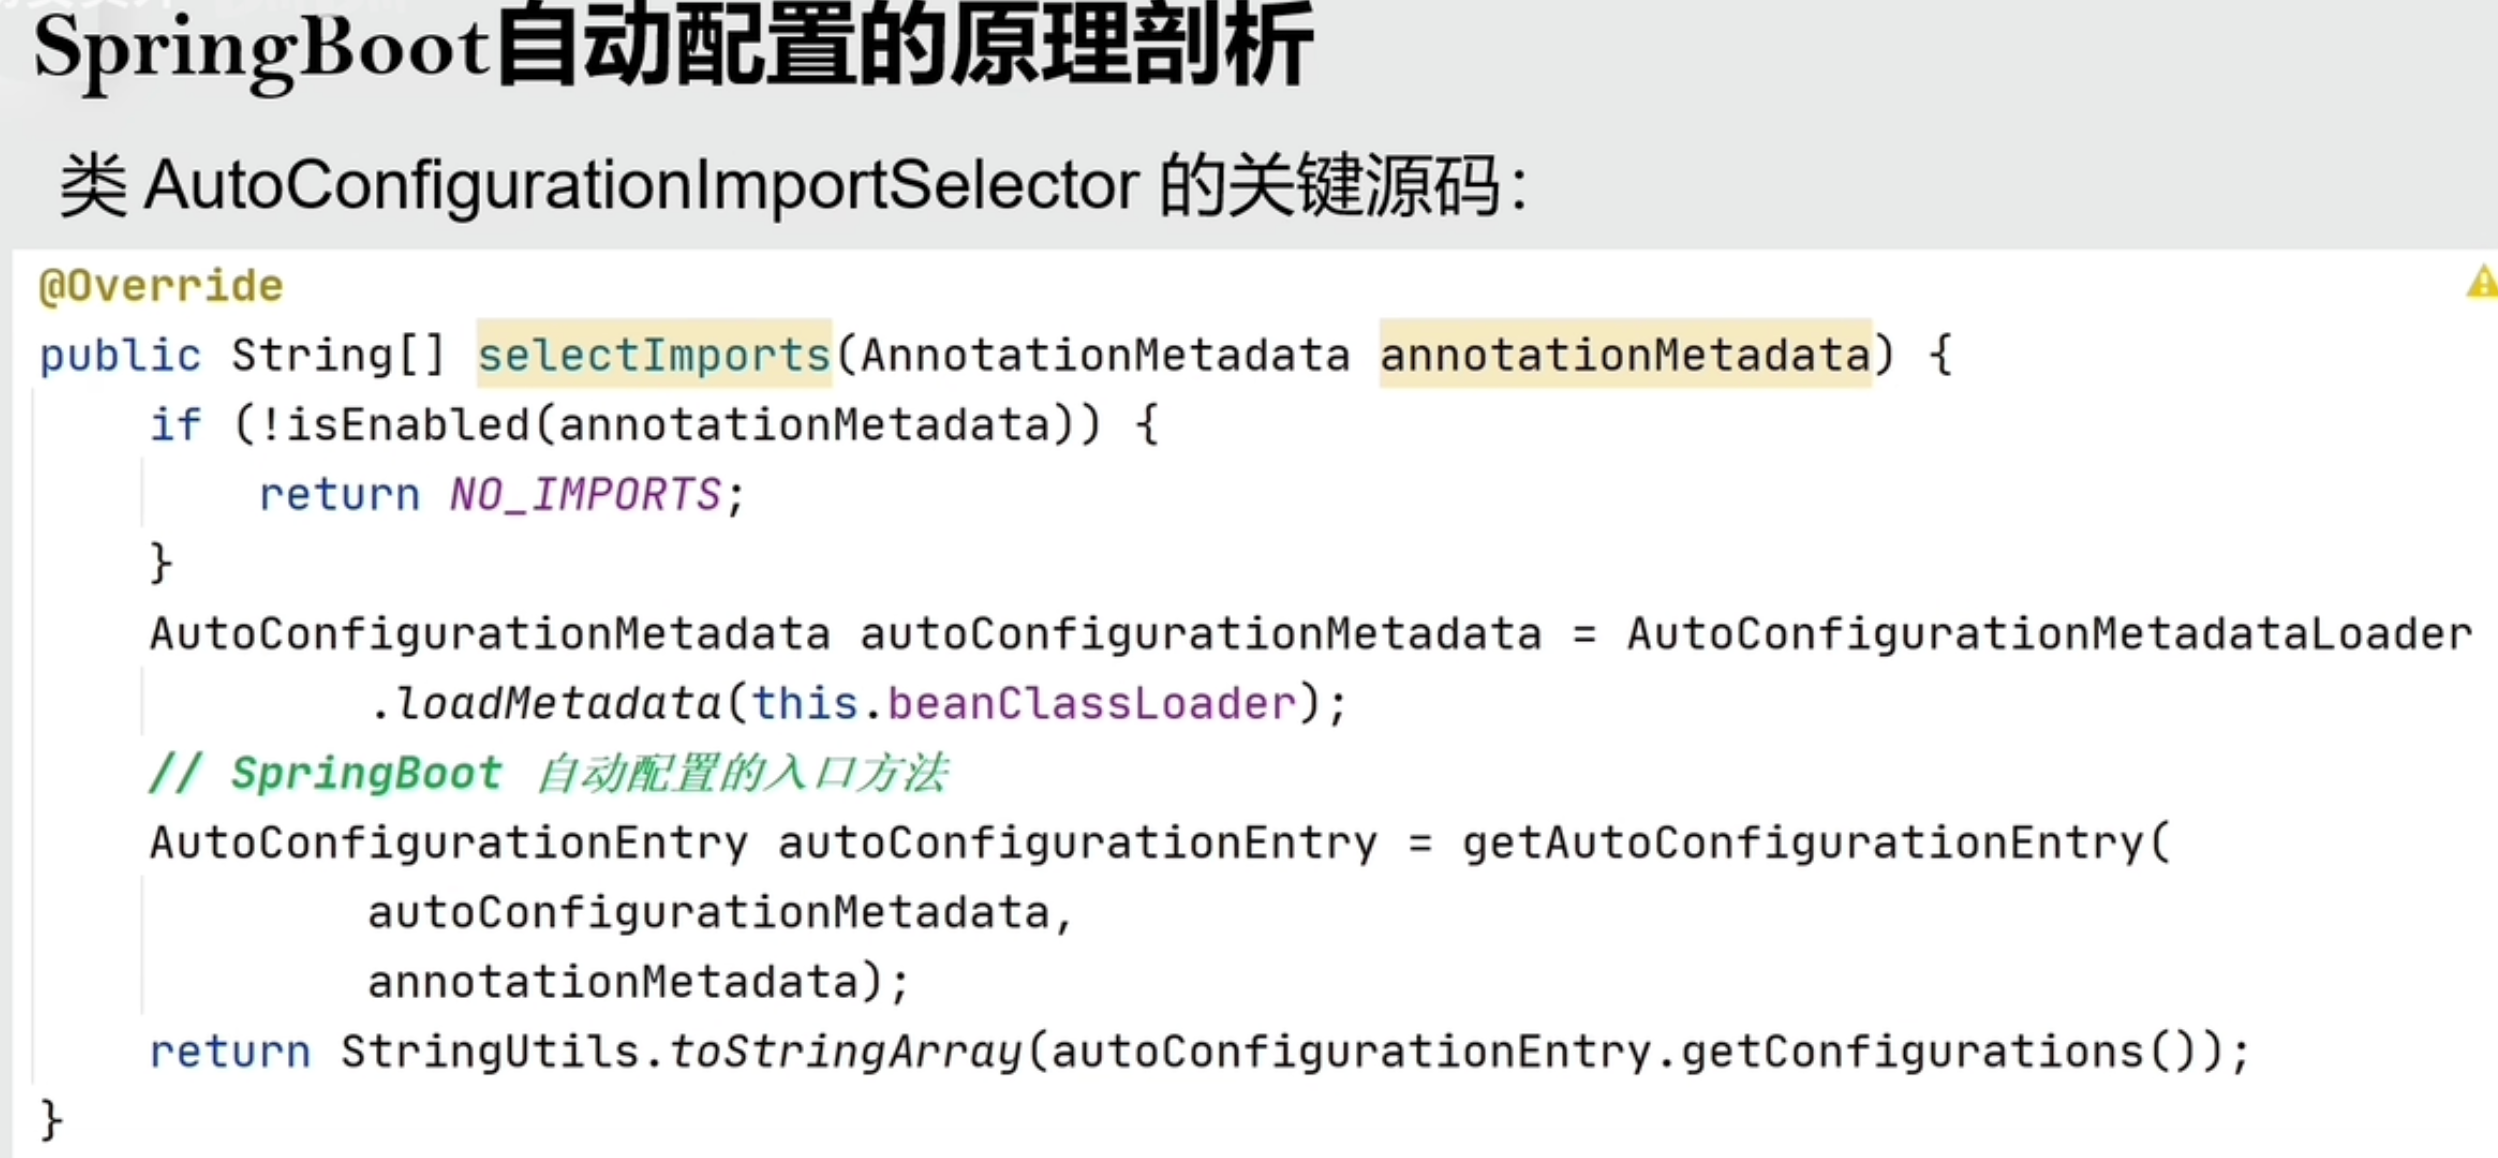 SpringBoot自动配置的原理剖析
类 AutoConfigurationImportSelector 的关键源码：
@Override
public String[] selectImports(AnnotationMetadata annotationMetadata) {
if (!isEnabled(annotationMetadata)) {
return NO_IMPORTS;
}
AutoConfigurationMetadata autoConfigurationMetadata = AutoConfigurationMetadataLoader
.loadMetadata(this.beanClassLoader);
// SpringBoot 自动配置的入口方法
AutoConfigurationEntry autoConfigurationEntry = getAutoConfigurationEntry(
autoConfigurationMetadata,
annotationMetadata);
return StringUtils.toStringArray(autoConfigurationEntry.getConfigurations());
}